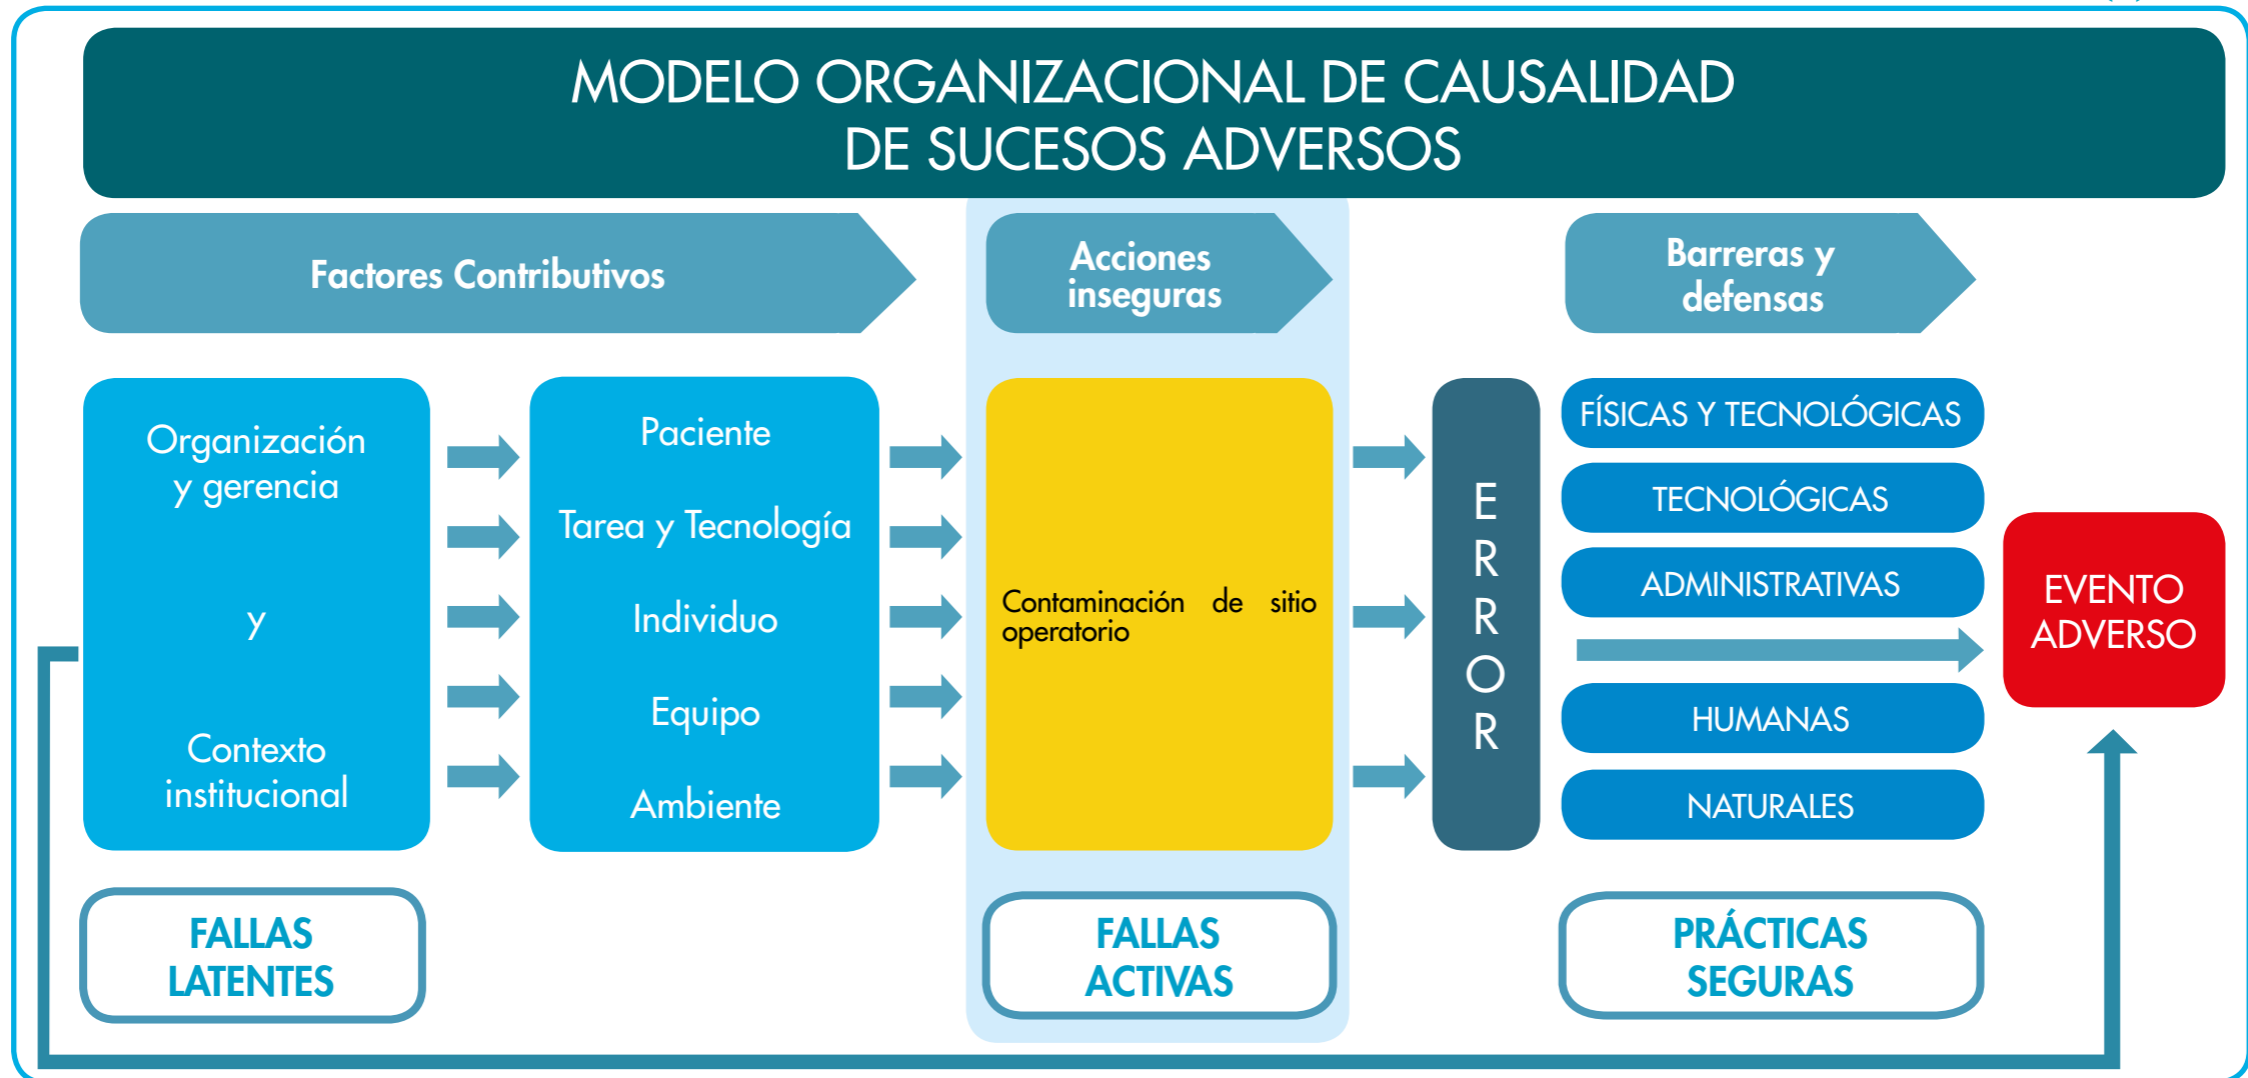 MODELO ORGANIZACIONAL DE CAUSALIDAD
DE SUCESOS ADVERSOS
Factores Contributivos
Acciones
inseguras
Barreras y
defensas
Organización
y gerencia
y
Contexto
institucional
Paciente
Tarea y Tecnología
Individuo
Equipo
Ambiente
Contaminación de sitio
operatorio
E
R
R
O
R
FÍSICAS Y TECNOLÓGICAS
TECNOLÓGICAS
ADMINISTRATIVAS
HUMANAS
NATURALES
EVENTO
ADVERSO
FALLAS
LATENTES
FALLAS
ACTIVAS
PRÁCTICAS
SEGURAS